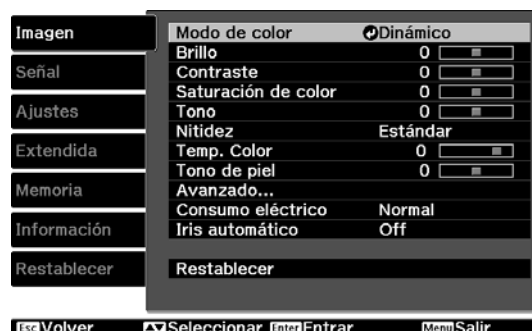 Imagen
Señal
Ajustes
Extendida
Memoria
Información
Restablecer
Modo de color Dinámico
Brillo 0
Contraste 0
Saturación de color 0
Tono 0
Nitidez Estándar
Temp. Color 0
Tono de piel 0
Avanzado...
Consumo eléctrico Normal
Iris automático Off
Restablecer
Esc Volver Seleccionar Enter Entrar Menu Salir